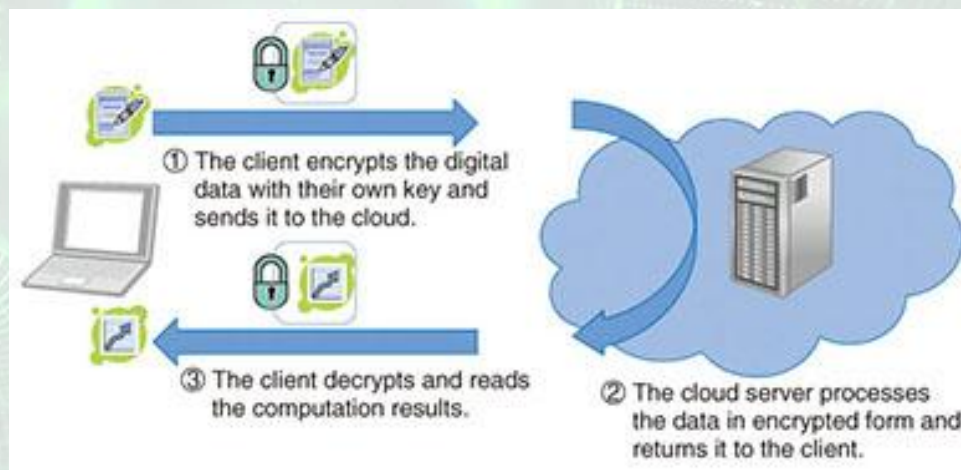 ① The client encrypts the digital
data with their own key and
sends it to the cloud.
② The cloud server processes
the data in encrypted form and
returns it to the client.
③ The client decrypts and reads
the computation results.